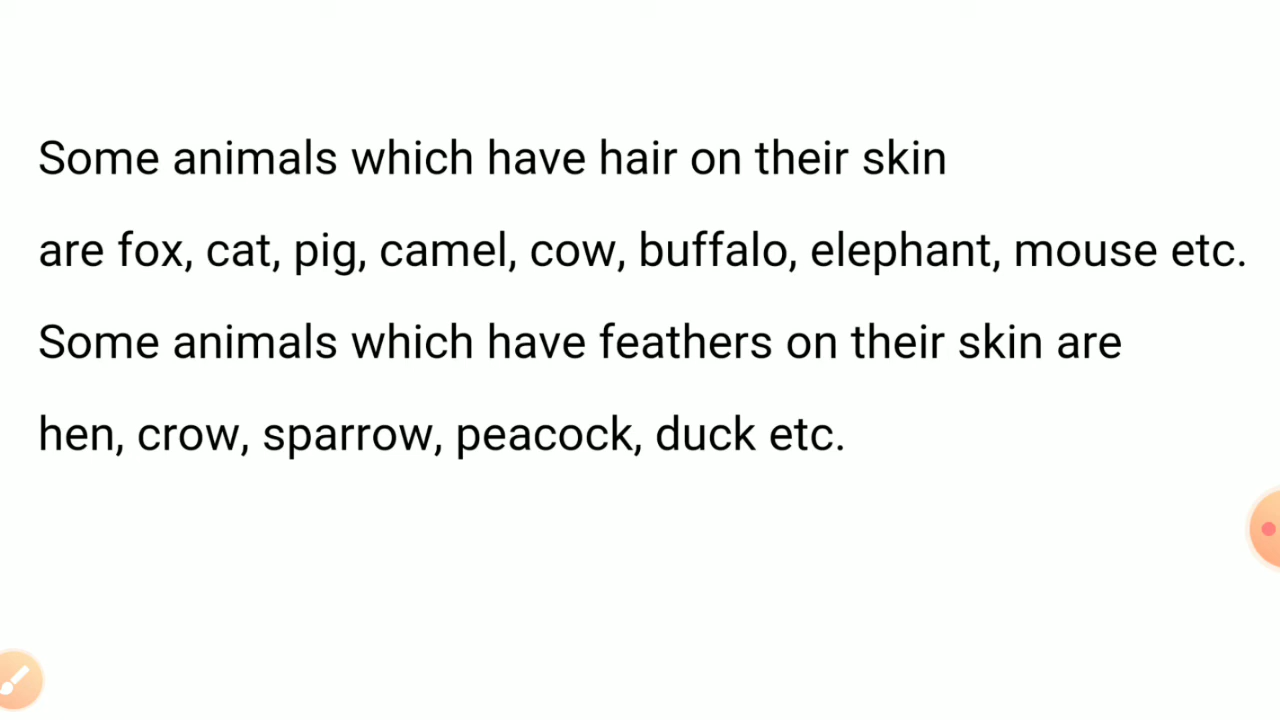 Some animals which have hair on their skin
are fox, cat, pig, camel, cow, buffalo, elephant, mouse etc.
Some animals which have feathers on their skin are
hen, crow, sparrow, peacock, duck etc.